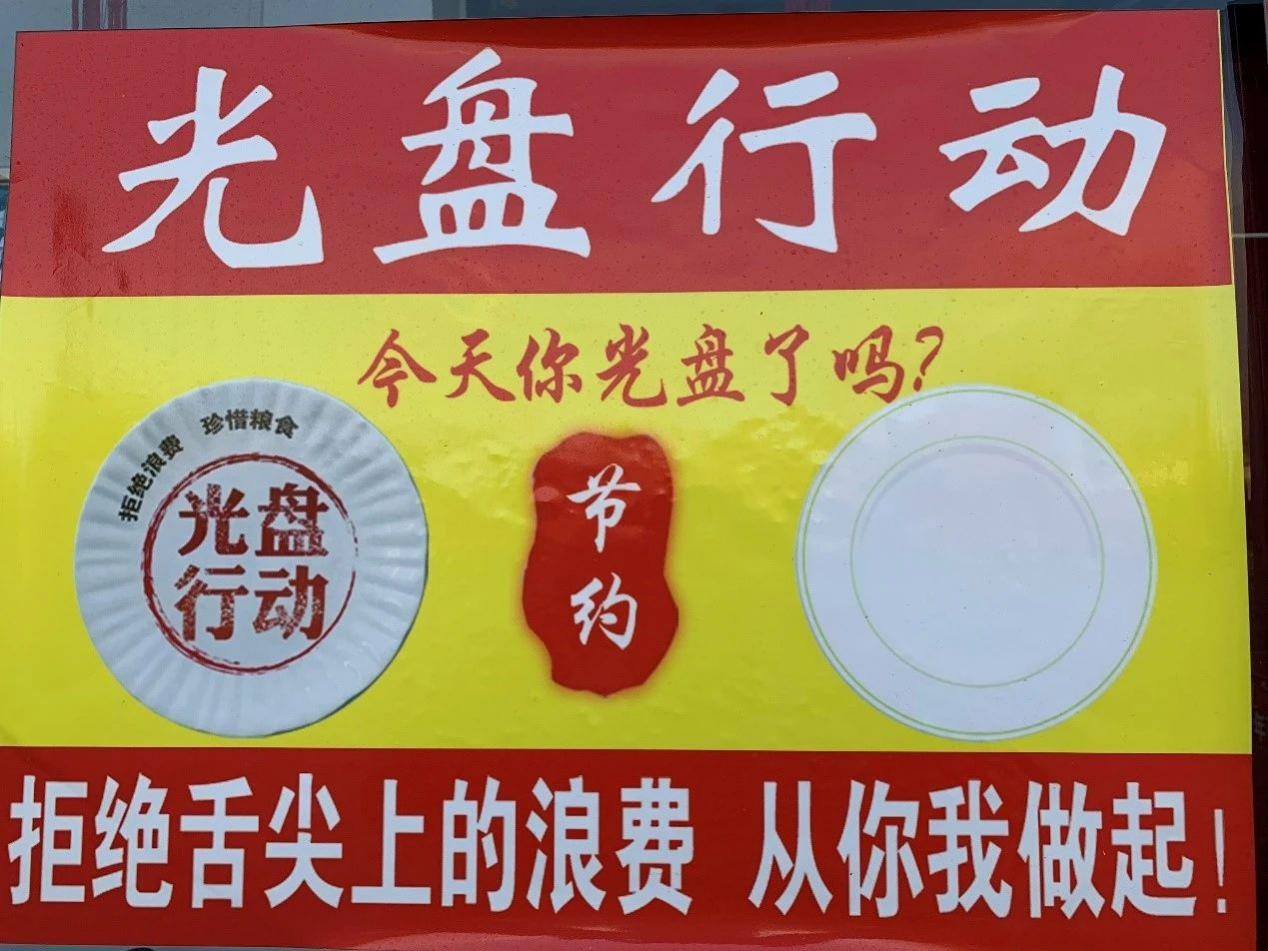 光盘行动
今天你光盘了吗?
拒绝浪费 珍惜粮食
光盘
行动
节
约
拒绝舌尖上的浪费 从你我做起!